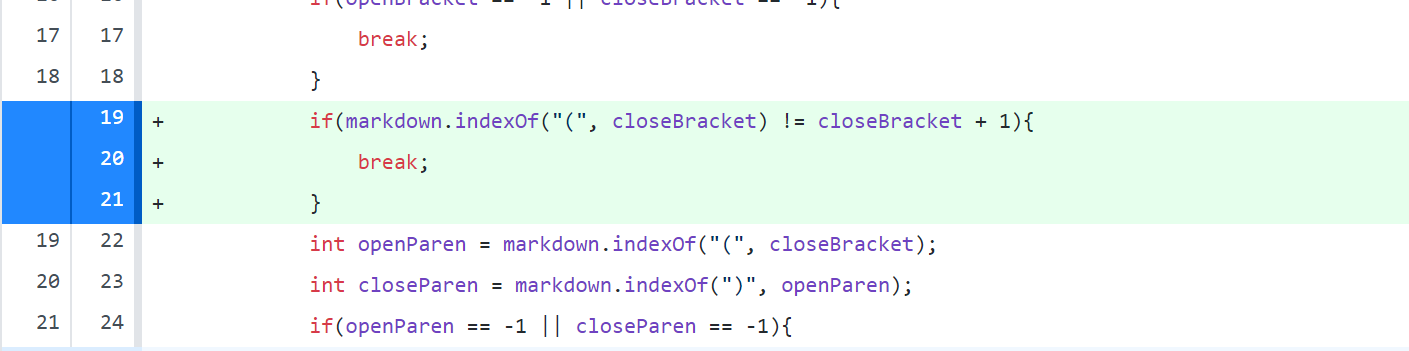 if(openBracket == -1 || closeBracket == -1){
17 17 break;
18 18 }
19 + if(markdown.indexOf("(", closeBracket) != closeBracket + 1){
20 + break;
21 + }
19 22 int openParen = markdown.indexOf("(", closeBracket);
20 23 int closeParen = markdown.indexOf(")", openParen);
21 24 if(openParen == -1 || closeParen == -1){